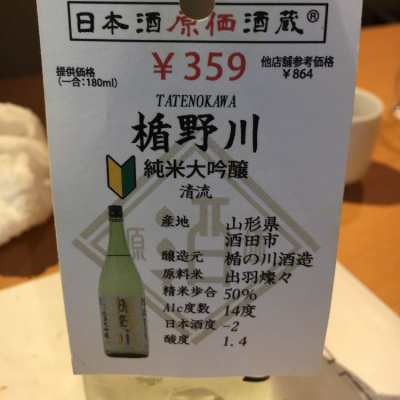 日本酒原価酒蔵®
提供価格
(一合:180ml)
¥359
他店舗参考価格
¥864
TATENOKAWA
楯野川
純米大吟醸
清流
産地 山形県
酒田市
醸造元 楯の川酒造
原料米 出羽燦々
精米歩合 50%
Alc度数 14度
日本酒度 -2
酸度 1.4
楯野川